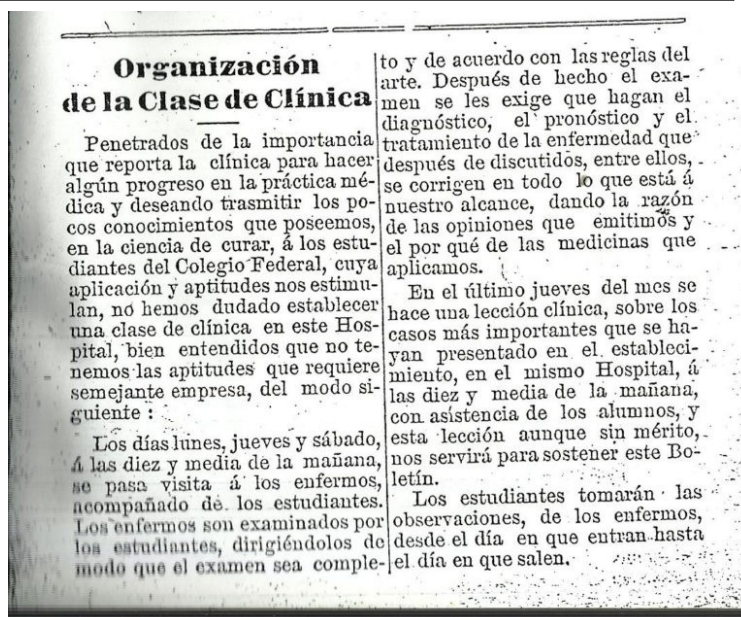 Organización
de la Clase de Clínica
Penetrados de la importancia
que reporta la clínica para hacer
algún progreso en la práctica mé-
dica y deseando trasmitir los po-
cos conocimientos que poseemos,
en la ciencia de curar, á los estu-
diantes del Colegio Federal, cuya
aplicación y aptitudes nos estimu-
lan, no hemos dudado establecer
una clase de clínica en este Hos-
pital, bien entendidos que no te-
nemos las aptitudes que requiere
semejante empresa, del modo si-
guiente :
Los días lunes, jueves y sábado,
á las diez y media de la mañana,
se pasa visita á los enfermos,
acompañado de los estudiantes.
Los enfermos son examinados por
los estudiantes, dirigiéndolos de
modo que el examen sea comple-
to y de acuerdo con las reglas del
arte. Después de hecho el exa-
men se les exige que hagan el
diagnóstico, el pronóstico y el
tratamiento de la enfermedad que
después de discutidos, entre ellos,
se corrigen en todo lo que está á
nuestro alcance, dando la razón
de las opiniones que emitimos y
el por qué de las medicinas que
aplicamos.
En el último jueves del mes se
hace una lección clínica, sobre los
casos más importantes que se ha-
yan presentado en el estableci-
miento, en el mismo Hospital, á
las diez y media de la mañana,
con asistencia de los alumnos, y
esta lección aunque sin mérito,
nos servirá para sostener este Bo-
letín.
Los estudiantes tomarán las
observaciones, de los enfermos,
desde el día en que entran hasta
el día en que salen.